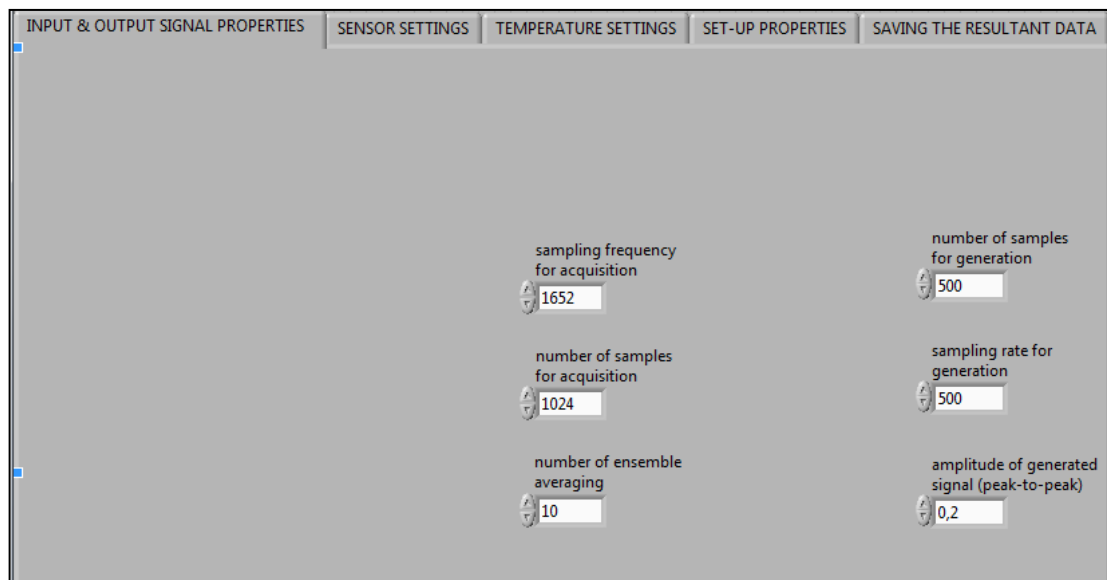 INPUT & OUTPUT SIGNAL PROPERTIES
SENSOR SETTINGS
TEMPERATURE SETTINGS
SET-UP PROPERTIES
SAVING THE RESULTANT DATA
sampling frequency
for acquisition
1652
number of samples
for acquisition
1024
number of ensemble
averaging
10
number of samples
for generation
500
sampling rate for
generation
500
amplitude of generated
signal (peak-to-peak)
0,2